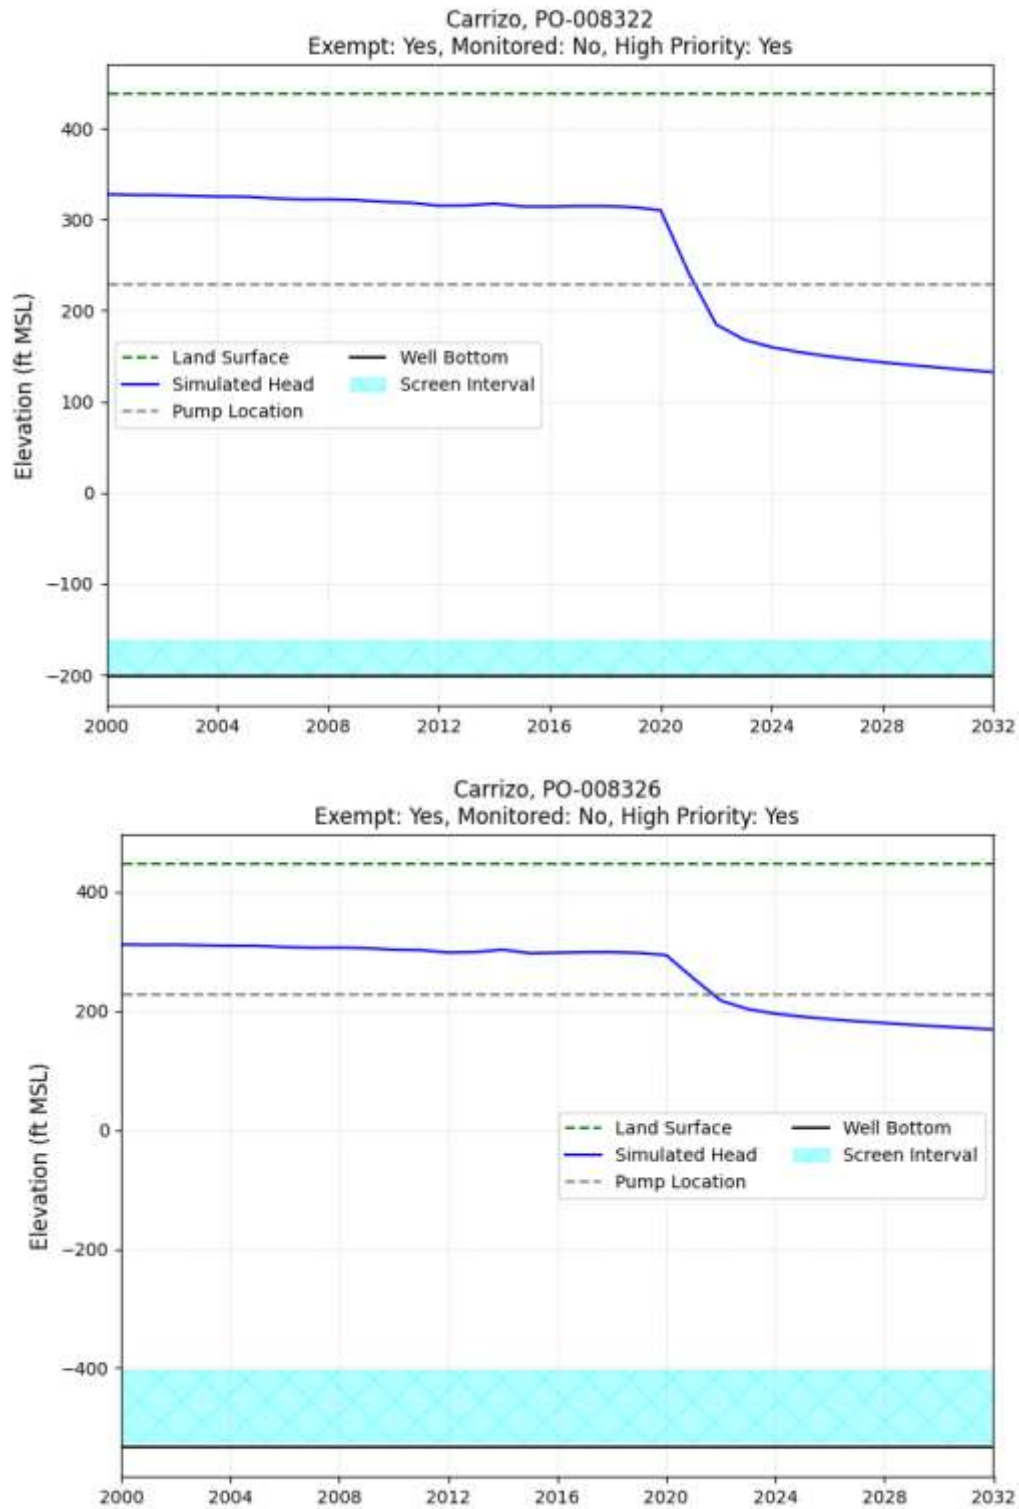 Carrizo, PO-008322
Exempt: Yes, Monitored: No, High Priority: Yes
Elevation (ft MSL)
400
300
200
100
0
−100
−200
Land Surface
Simulated Head
Pump Location
Well Bottom
Screen Interval
2000 2004 2008 2012 2016 2020 2024 2028 2032
Carrizo, PO-008326
Exempt: Yes, Monitored: No, High Priority: Yes
Elevation (ft MSL)
400
200
0
−200
−400
Land Surface
Simulated Head
Pump Location
Well Bottom
Screen Interval
2000 2004 2008 2012 2016 2020 2024 2028 2032